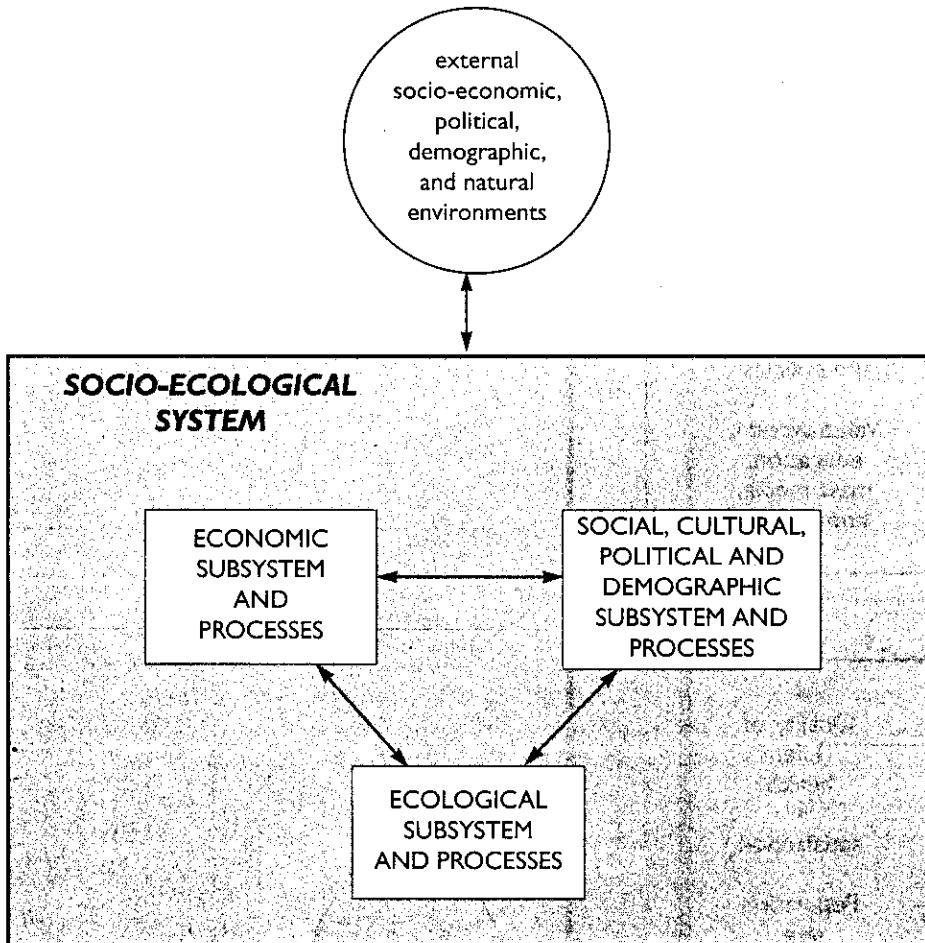 external
socio-economic,
political,
demographic,
and natural
environments
SOCIO-ECOLOGICAL
SYSTEM
ECONOMIC
SUBSYSTEM
AND
PROCESSES
SOCIAL, CULTURAL,
POLITICAL AND
DEMOGRAPHIC
SUBSYSTEM AND
PROCESSES
ECOLOGICAL
SUBSYSTEM
AND PROCESSES